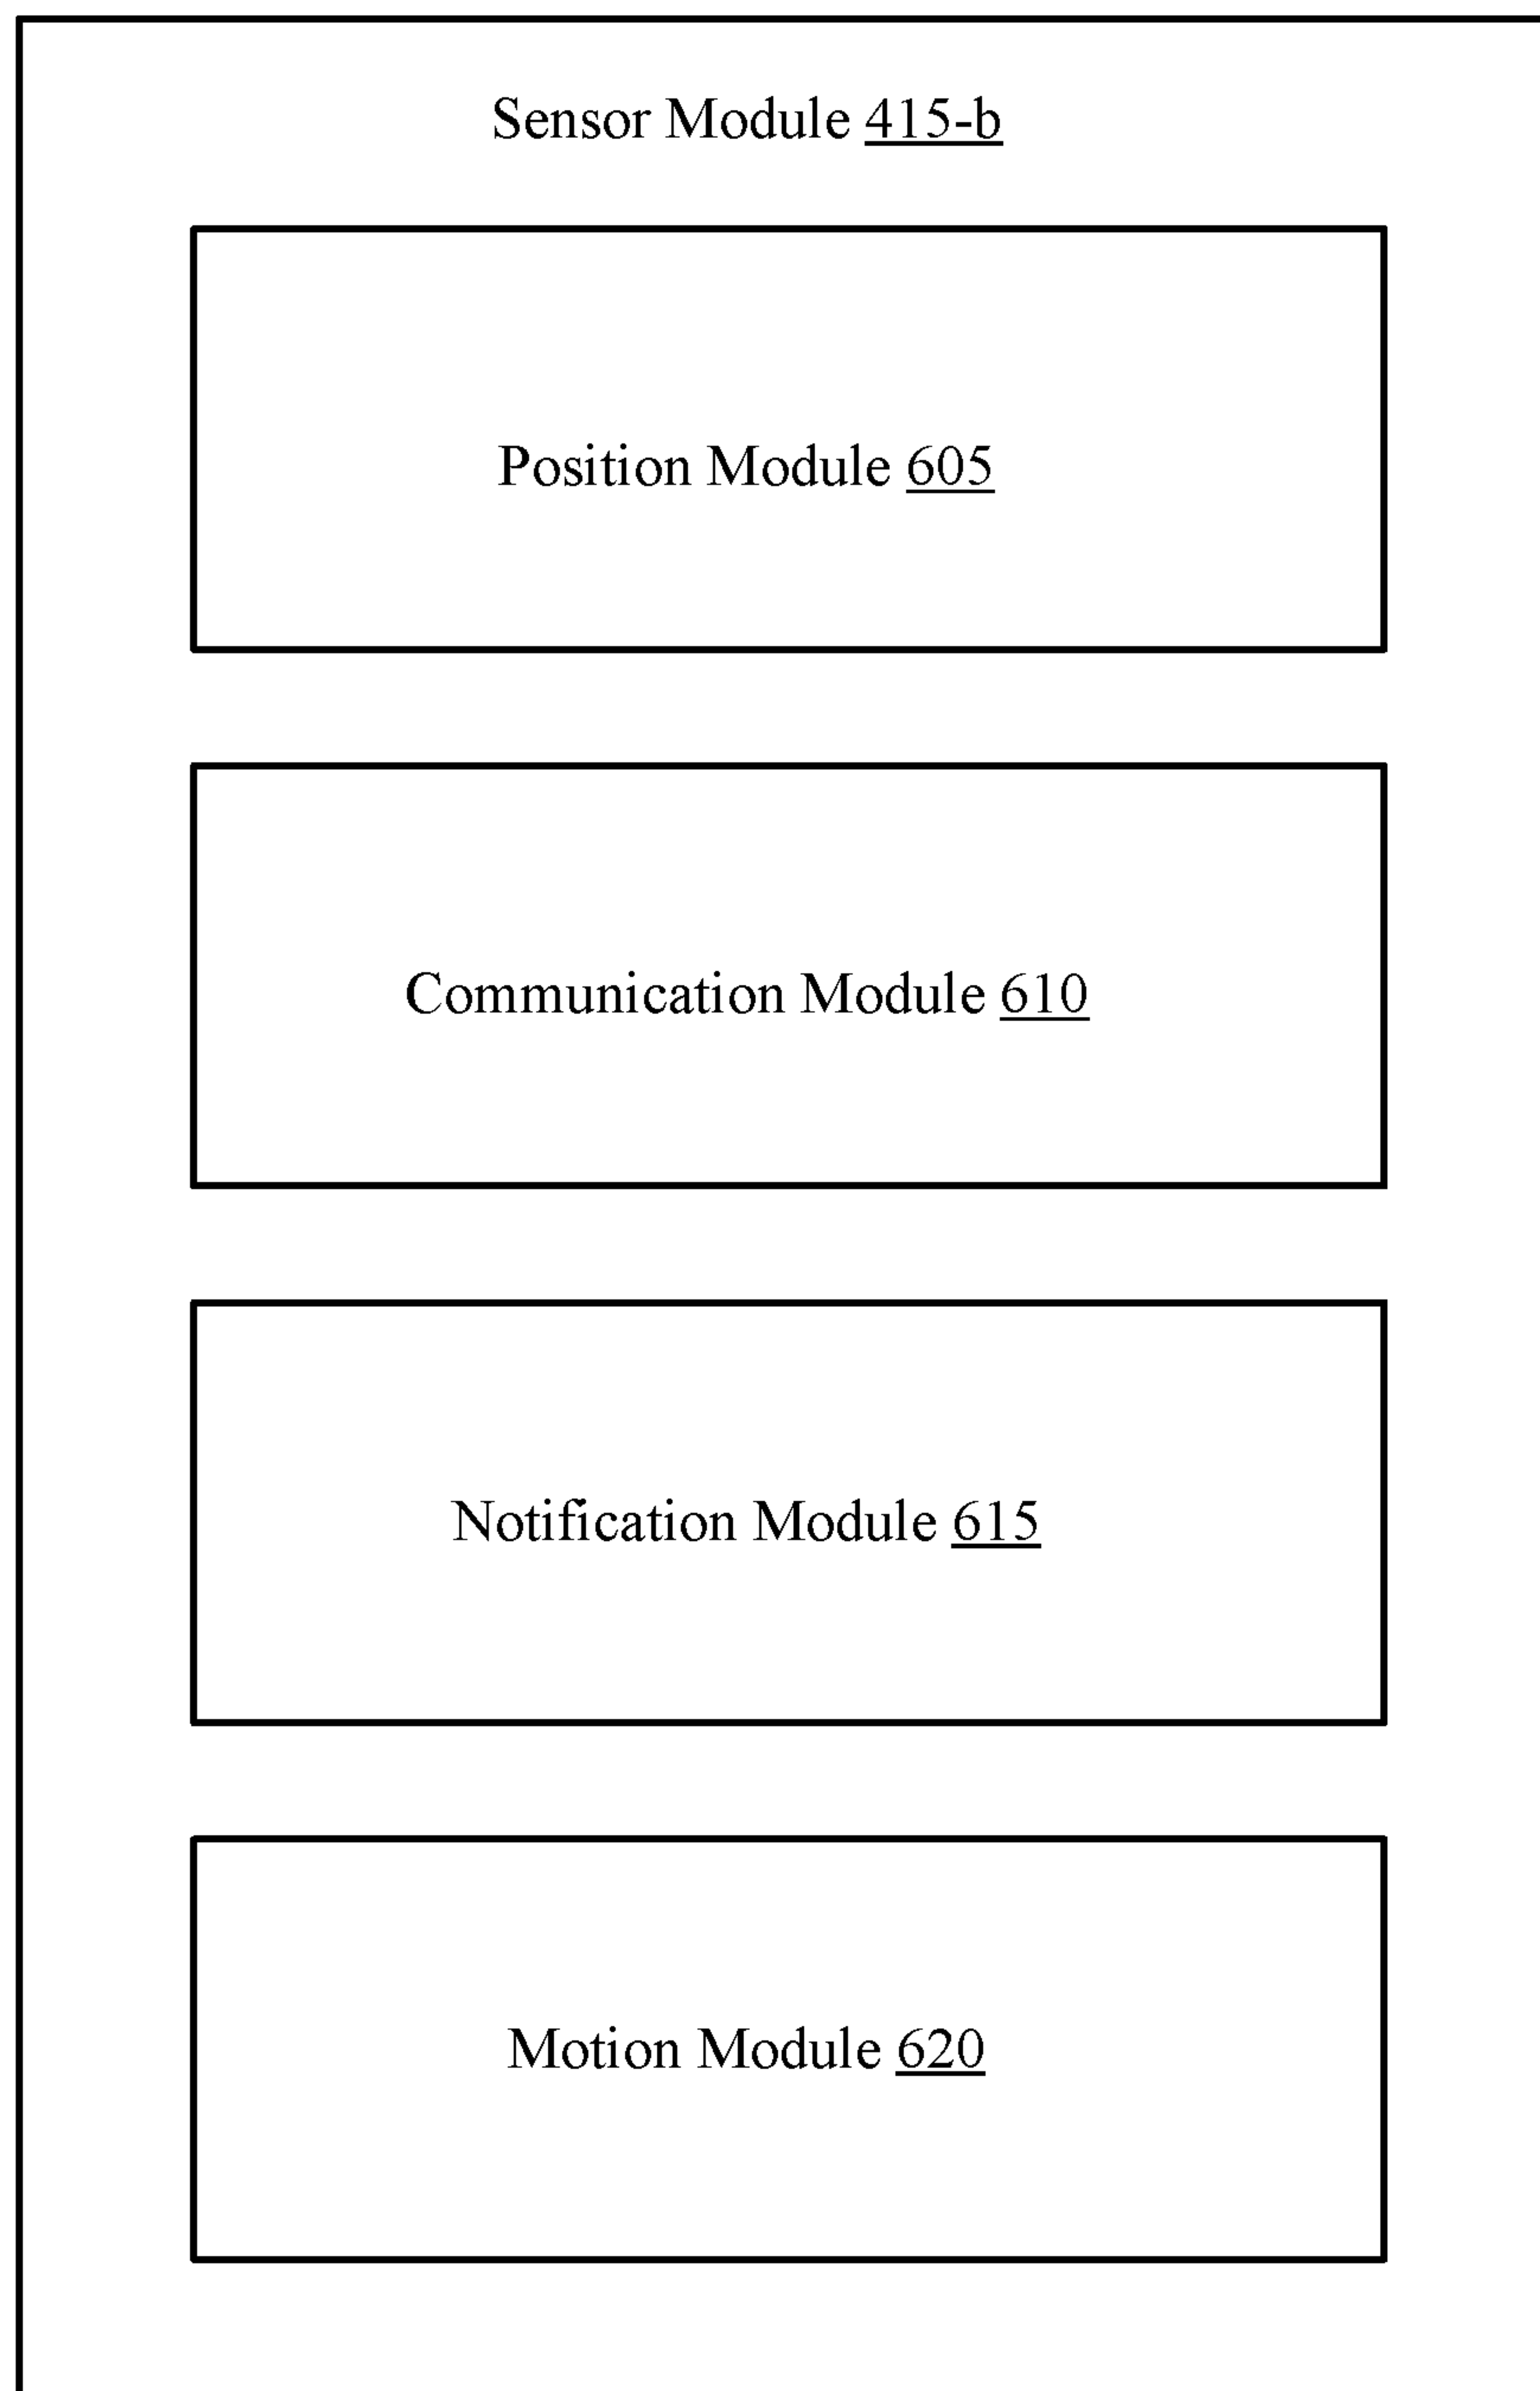 Sensor Module 415-b
Position Module 605
Communication Module 610
Notification Module 615
Motion Module 620